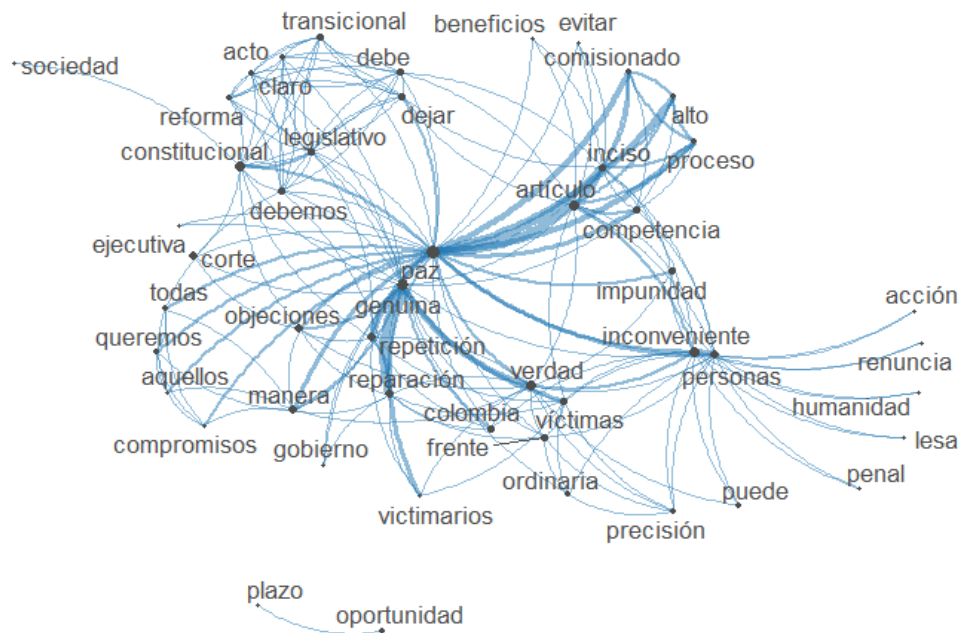 transicional
beneficios
evitar
acto
debe
comisionado
sociedad
claro
reforma
dejar
alto
legislativo
constitucional
inciso
proceso
artículo
debemos
competencia
ejecutiva
corte
paz
todas
genuina
impunidad
acción
objeciones
queremos
repetición
inconveniente
renuncia
aquellos
reparación
verdad
personas
manera
colombia
víctimas
humanidad
compromisos
gobierno
frente
lesa
ordinaria
penal
victimarios
puede
precisión
plazo
oportunidad